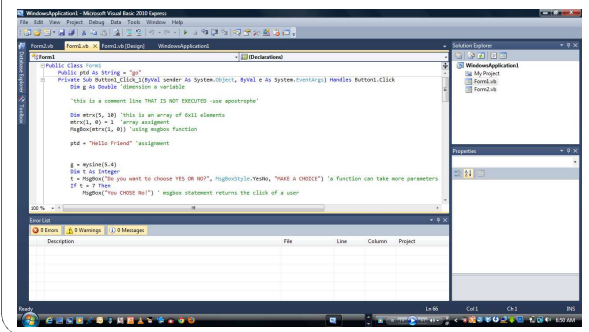 WindowsApplication1 - Microsoft Visual Basic 2010 Express
File Edit View Project Debug Data Tools Window Help
Form2.vb Form1.vb X Form1.vb [Design] WindowsApplication1
Form1 (Declarations)
Public Class Form1
Public ptd As String = "go"
Private Sub Button1_Click_1(ByVal sender As System.Object, ByVal e As System.EventArgs) Handles Button1.Click
Dim g As Double 'dimension a variable
'this is a comment line THAT IS NOT EXECUTED -use apostrophe'
Dim mtrx(5, 10) 'this is an array of 6x11 elements
mtrx(1, 0) = 1 'array assigment
MsgBox(mtrx(1, 0)) 'using msgbox function
ptd = "Hello Friend" 'assignment
g = mysine(5.4)
Dim t As Integer
t = MsgBox("Do you want to choose YES OR NO?", MsgBoxStyle.YesNo, "MAKE A CHOICE") 'a function can take more parameters
If t = 7 Then
MsgBox("You CHOSE No!") ' msgbox statement returns the click of a user
100 %
Error List
0 Errors 0 Warnings 0 Messages
Description File Line Column Project
Database Explorer
Toolbox
Solution Explorer
WindowsApplication1
My Project
Form1.vb
Form2.vb
Properties
Ready Ln 66 Col 1 Ch 1 INS
6:50 AM